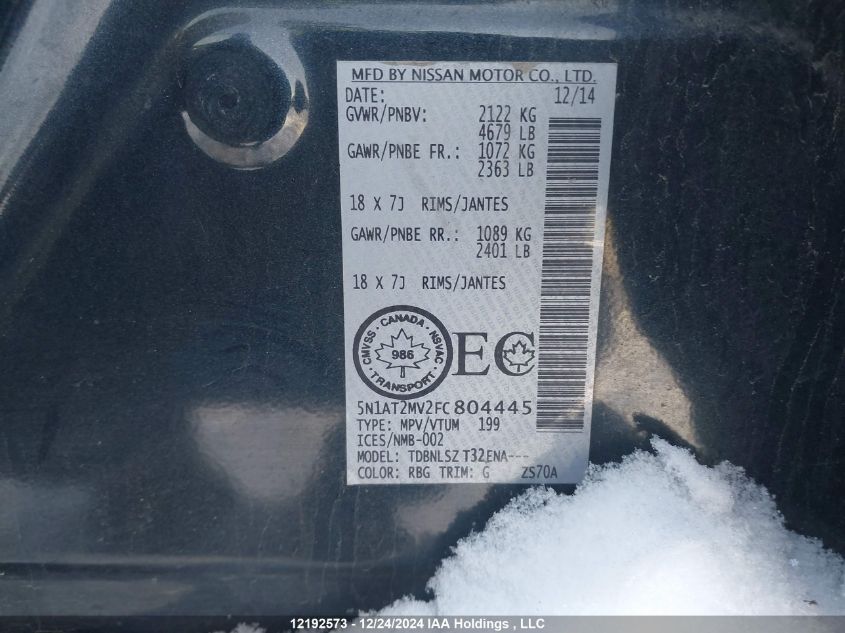 MFD BY NISSAN MOTOR CO., LTD.
DATE: 12/14
GVWR/PNBV: 2122 KG
4679 LB
GAWR/PNBE FR.: 1072 KG
2363 LB
18 X 7J RIMS/JANTES
GAWR/PNBE RR.: 1089 KG
2401 LB
18 X 7J RIMS/JANTES
CMVSS · CANADA · NSVAC
986
· TRANSPORT ·
EC
5N1AT2MV2FC804445
TYPE: MPV/VTUM 199
ICES/NMB-002
MODEL: TDBNLSZ T32ENA---
COLOR: RBG TRIM: G ZS70A
12192573 - 12/24/2024 IAA Holdings , LLC